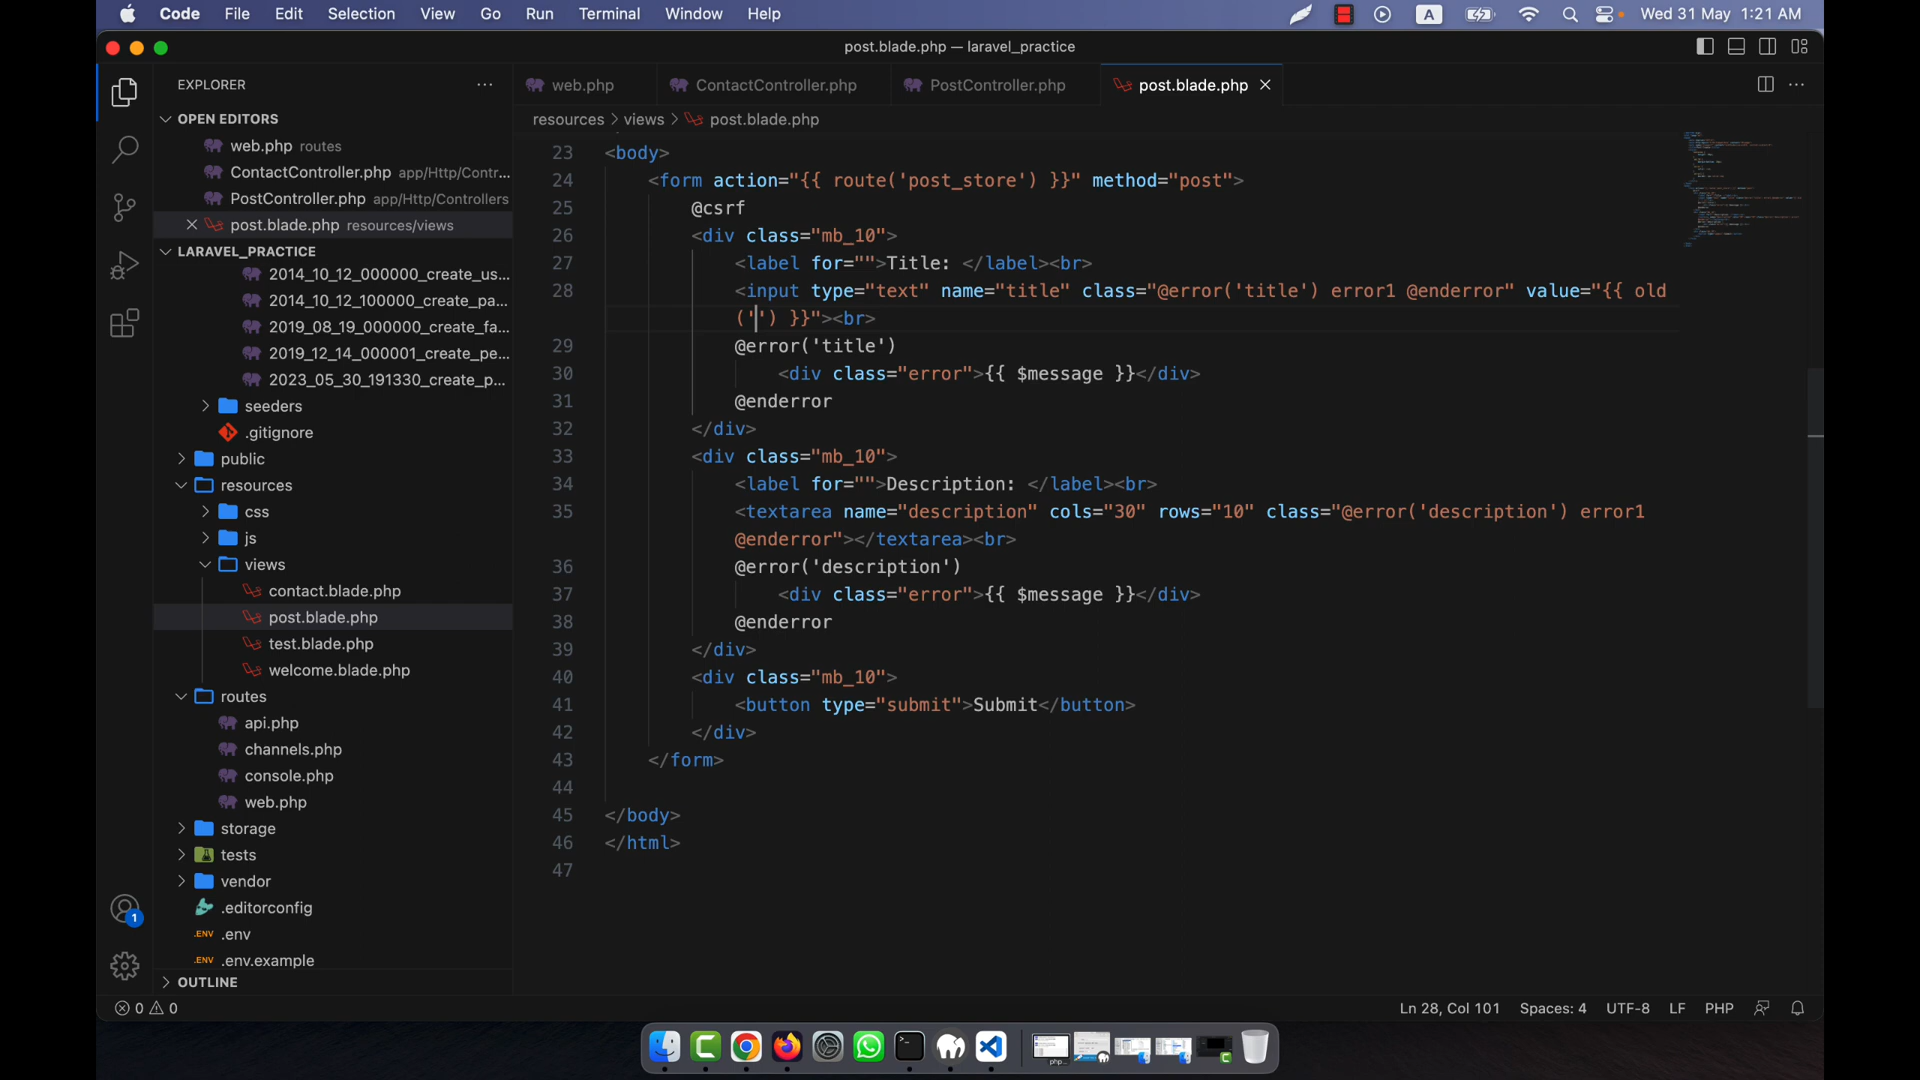 Code File Edit Selection View Go Run Terminal Window Help A Wed 31 May 1:21 AM
post.blade.php — laravel_practice
EXPLORER ···
web.php ContactController.php PostController.php post.blade.php
resources > views > post.blade.php
OPEN EDITORS
web.php routes
ContactController.php app/Http/Contr...
PostController.php app/Http/Controllers
post.blade.php resources/views
LARAVEL_PRACTICE
2014_10_12_000000_create_us...
2014_10_12_100000_create_pa...
2019_08_19_000000_create_fa...
2019_12_14_000001_create_pe...
2023_05_30_191330_create_p...
seeders
.gitignore
public
resources
css
js
views
contact.blade.php
post.blade.php
test.blade.php
welcome.blade.php
routes
api.php
channels.php
console.php
web.php
storage
tests
vendor
.editorconfig
.ENV .env
.ENV .env.example
OUTLINE
23 <body>
24 <form action="{{ route('post_store') }}" method="post">
25 @csrf
26 <div class="mb_10">
27 <label for="">Title: </label><br>
28 <input type="text" name="title" class="@error('title') error1 @enderror" value="{{ old
('') }}"><br>
29 @error('title')
30 <div class="error">{{ $message }}</div>
31 @enderror
32 </div>
33 <div class="mb_10">
34 <label for="">Description: </label><br>
35 <textarea name="description" cols="30" rows="10" class="@error('description') error1
@enderror"></textarea><br>
36 @error('description')
37 <div class="error">{{ $message }}</div>
38 @enderror
39 </div>
40 <div class="mb_10">
41 <button type="submit">Submit</button>
42 </div>
43 </form>
44
45 </body>
46 </html>
47
1
0 0 Ln 28, Col 101 Spaces: 4 UTF-8 LF PHP